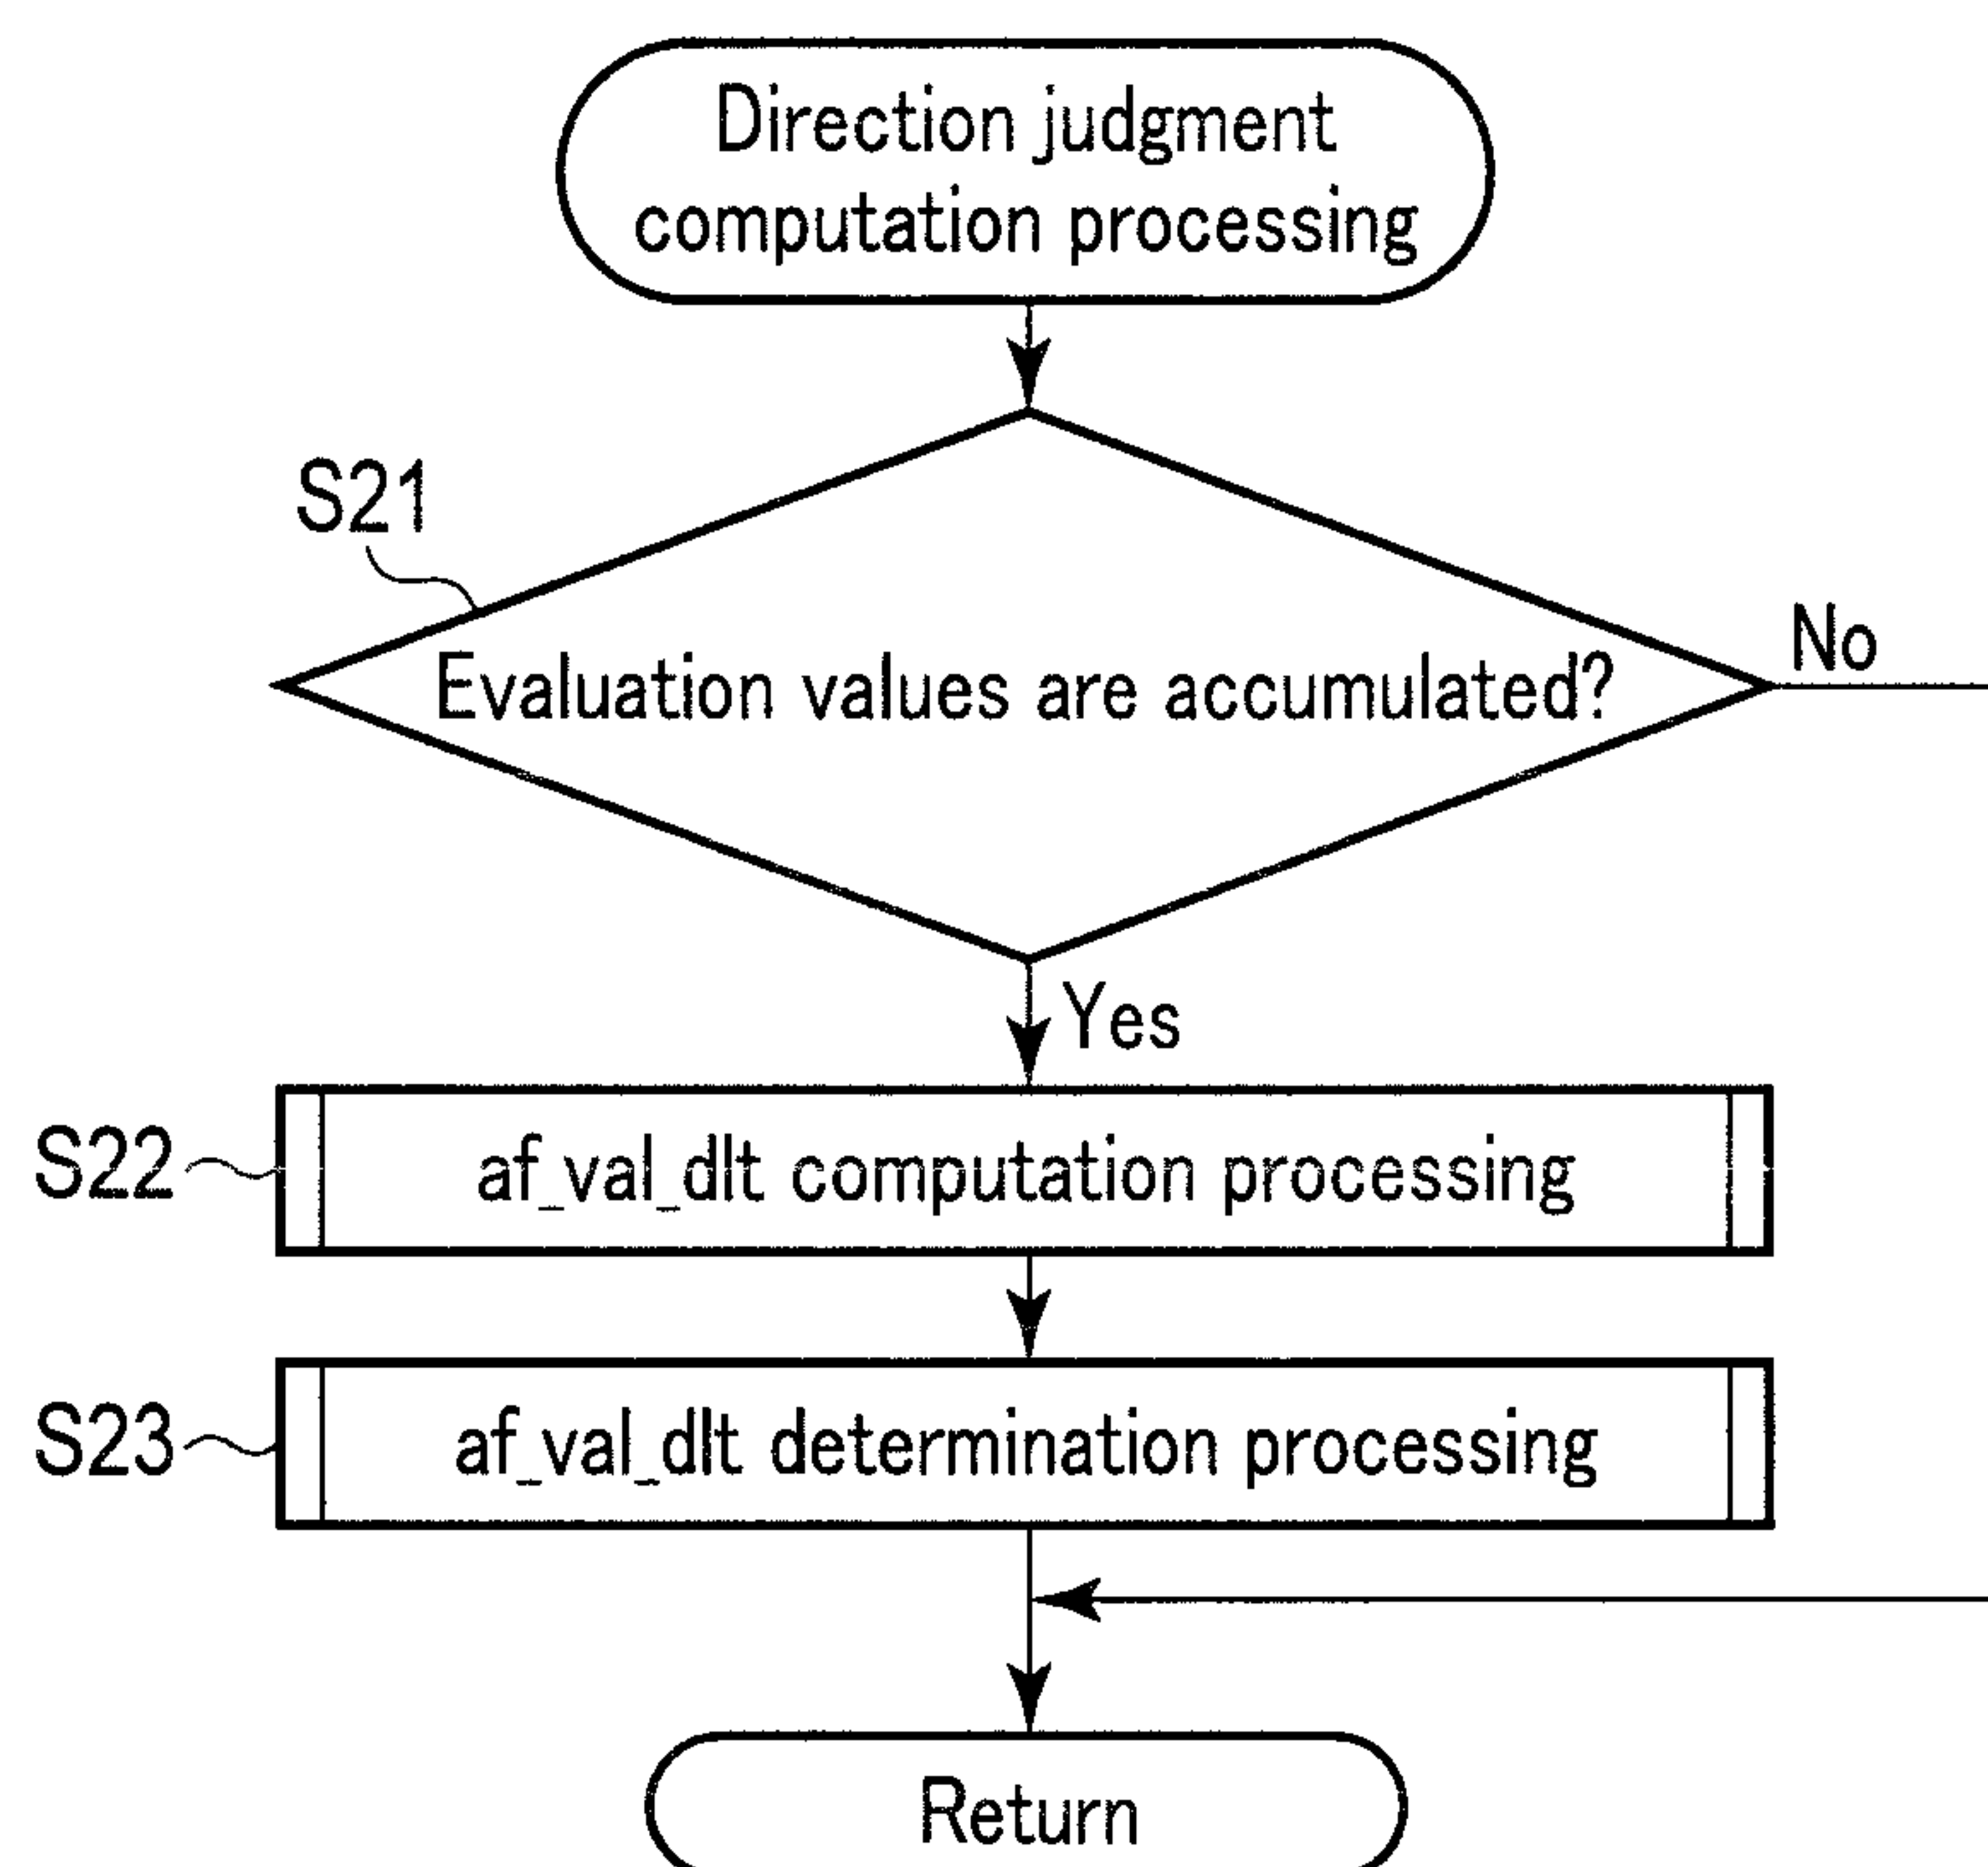 Direction judgment
computation processing
S21
Evaluation values are accumulated?
No
Yes
S22
af_val_dlt computation processing
S23
af_val_dlt determination processing
Return